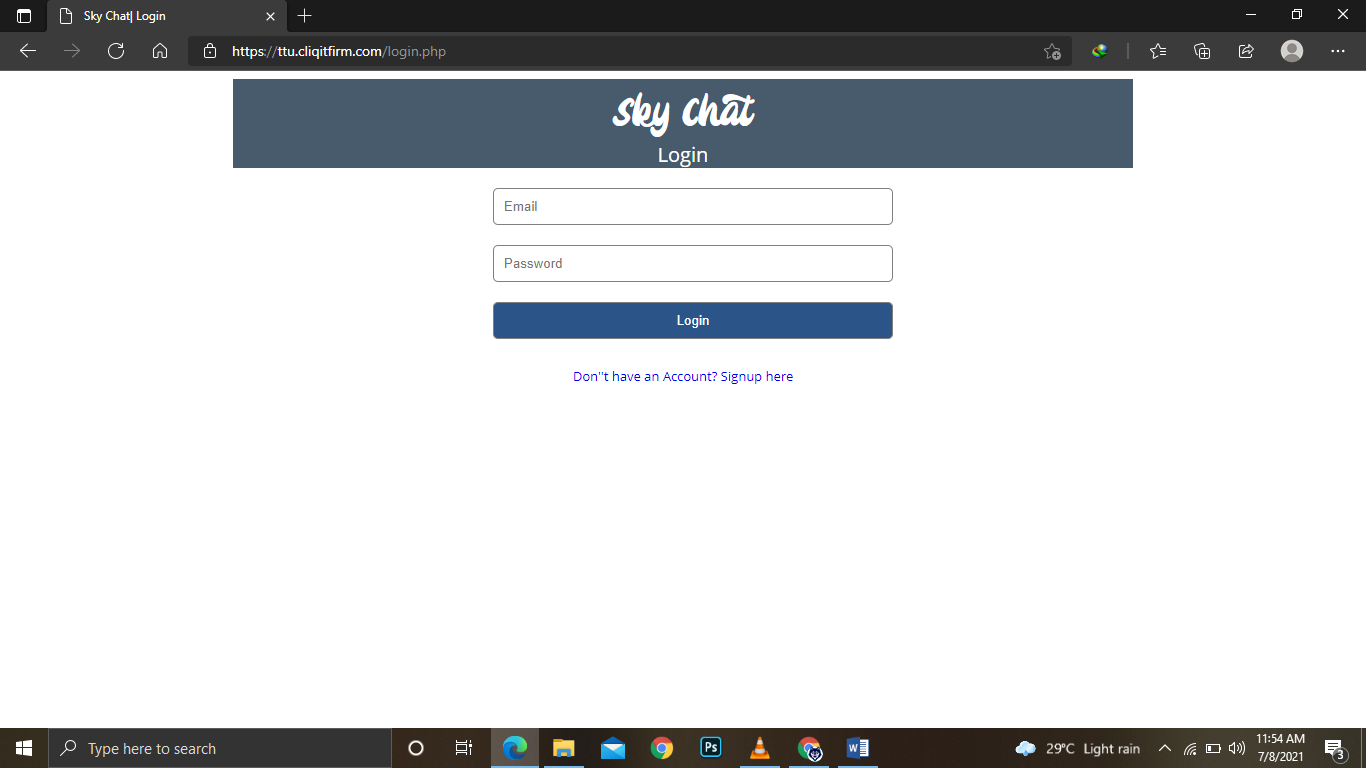 Sky Chat| Login
https://ttu.cliqitfirm.com/login.php
Sky Chat
Login
Email
Password
Login
Don"t have an Account? Signup here
Type here to search
Ps
W
29°C Light rain
11:54 AM
7/8/2021
3